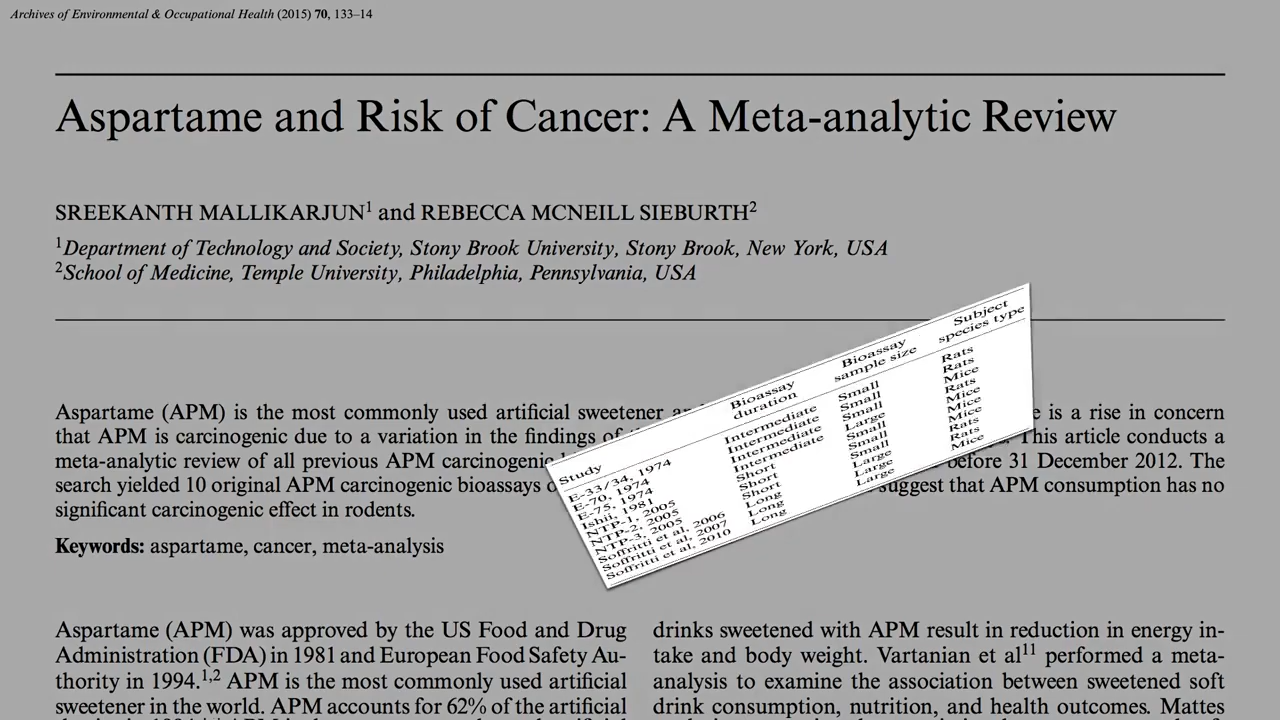 Archives of Environmental & Occupational Health (2015) 70, 133–14
Aspartame and Risk of Cancer: A Meta-analytic Review
SREEKANTH MALLIKARJUN1 and REBECCA MCNEILL SIEBURTH2
1Department of Technology and Society, Stony Brook University, Stony Brook, New York, USA
2School of Medicine, Temple University, Philadelphia, Pennsylvania, USA
Aspartame (APM) is the most commonly used artificial sweetener is a rise in concern
that APM is carcinogenic due to a variation in the findings of This article conducts a
meta-analytic review of all previous APM carcinogenic before 31 December 2012. The
search yielded 10 original APM carcinogenic bioassays suggest that APM consumption has no
significant carcinogenic effect in rodents.
Keywords: aspartame, cancer, meta-analysis
Study Bioassay duration Bioassay sample size Subject species type
E-33/34, 1974 Intermediate Small Rats
E-70, 1974 Intermediate Small Rats
E-75, 1974 Intermediate Small Mice
Ishii, 1981 Intermediate Large Rats
NTP-1, 2005 Short Small Mice
NTP-2, 2005 Short Small Mice
NTP-3, 2005 Short Small Mice
Soffritti et al, 2006 Long Large Rats
Soffritti et al, 2007 Long Large Rats
Soffritti et al, 2010 Long Large Mice
Aspartame (APM) was approved by the US Food and Drug
Administration (FDA) in 1981 and European Food Safety Au-
thority in 1994.1,2 APM is the most commonly used artificial
sweetener in the world. APM accounts for 62% of the artificial
drinks sweetened with APM result in reduction in energy in-
take and body weight. Vartanian et al11 performed a meta-
analysis to examine the association between sweetened soft
drink consumption, nutrition, and health outcomes. Mattes